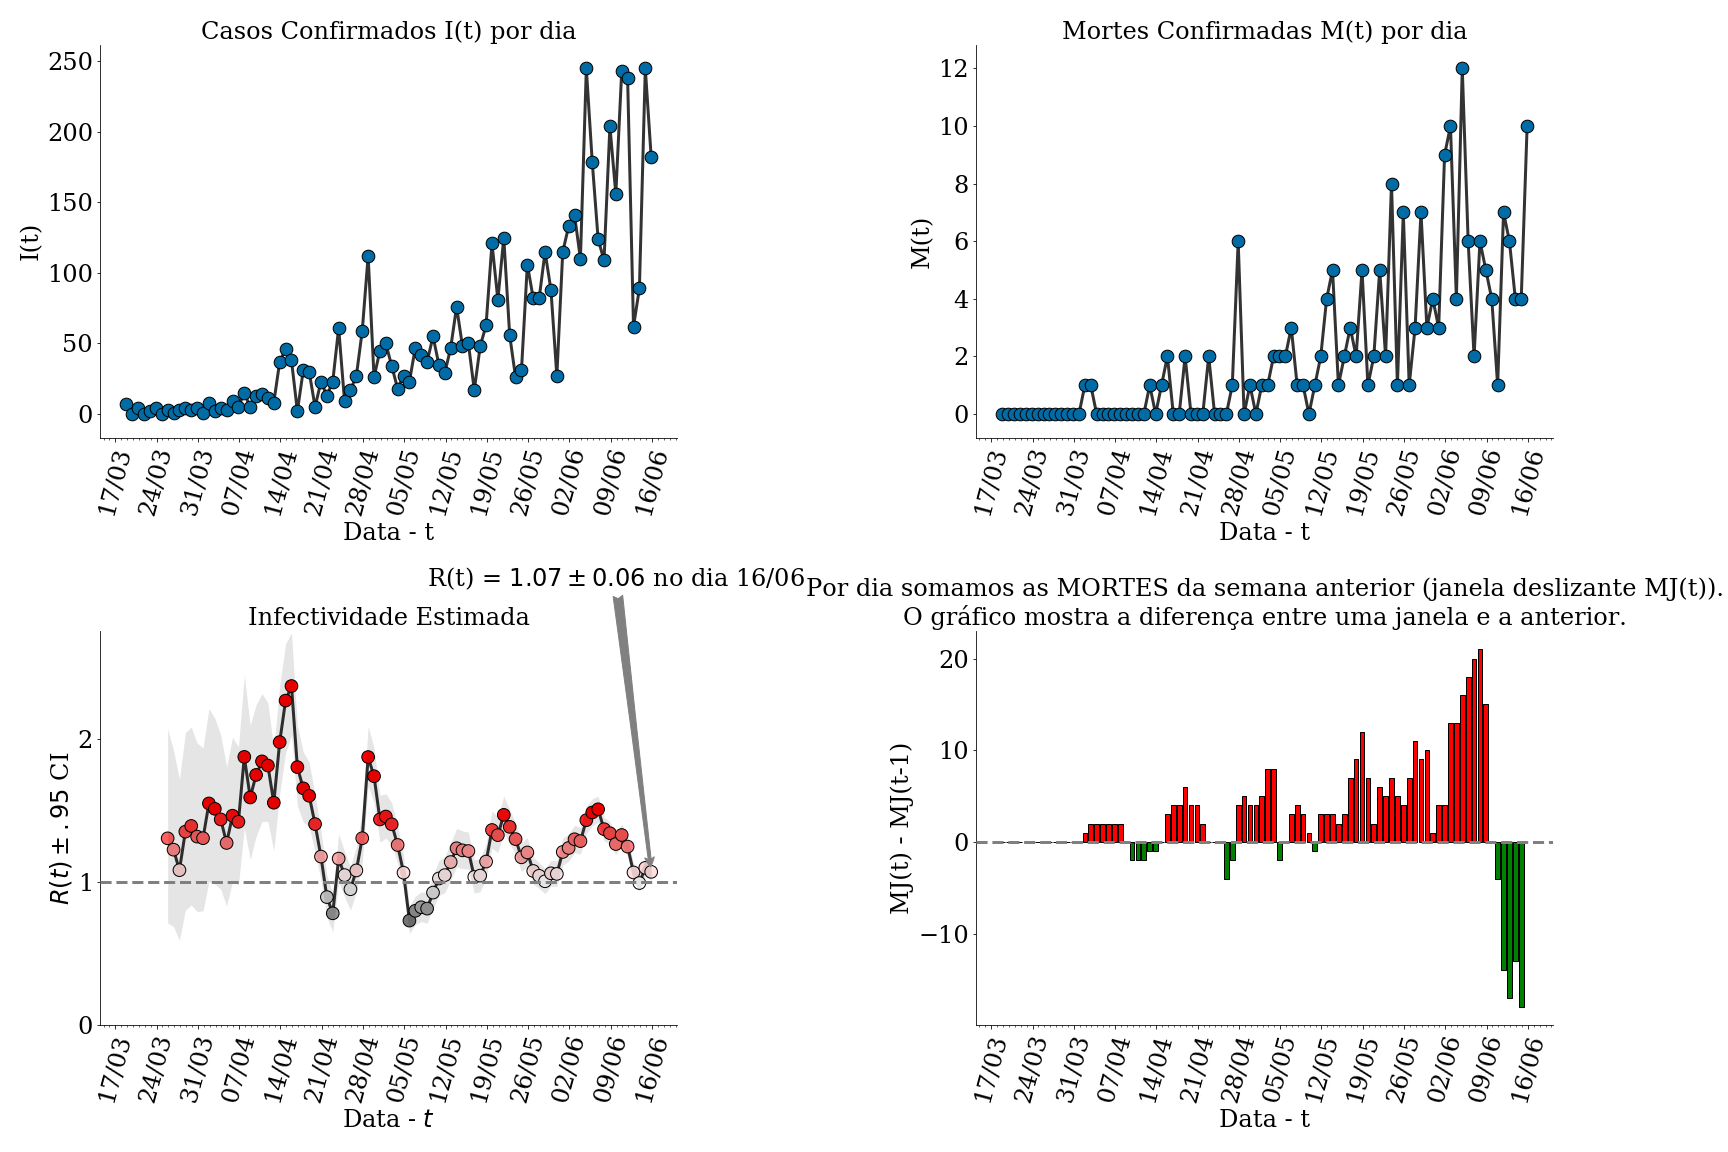 Casos Confirmados I(t) por dia
I(t)
250
200
150
100
50
0
17/03 24/03 31/03 07/04 14/04 21/04 28/04 05/05 12/05 19/05 26/05 02/06 09/06 16/06
Data - t
Mortes Confirmadas M(t) por dia
M(t)
12
10
8
6
4
2
0
17/03 24/03 31/03 07/04 14/04 21/04 28/04 05/05 12/05 19/05 26/05 02/06 09/06 16/06
Data - t
R(t) = 1.07 ± 0.06 no dia 16/06
Infectividade Estimada
R(t) ± .95 CI
2
1
0
17/03 24/03 31/03 07/04 14/04 21/04 28/04 05/05 12/05 19/05 26/05 02/06 09/06 16/06
Data - t
Por dia somamos as MORTES da semana anterior (janela deslizante MJ(t)).
O gráfico mostra a diferença entre uma janela e a anterior.
MJ(t) - MJ(t-1)
20
10
0
−10
17/03 24/03 31/03 07/04 14/04 21/04 28/04 05/05 12/05 19/05 26/05 02/06 09/06 16/06
Data - t